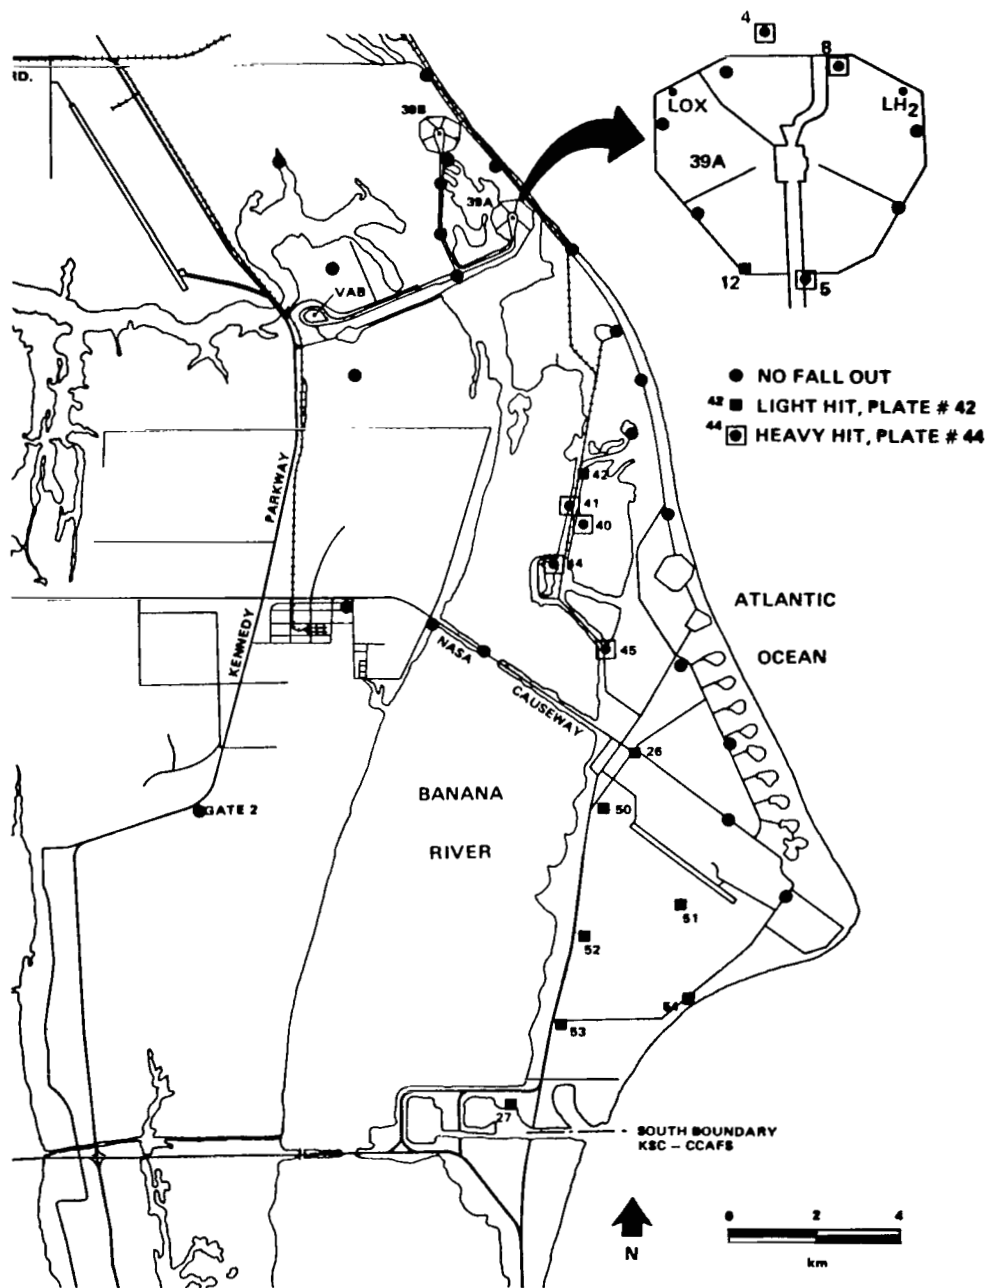 4
8
RD.
39B
LOX
LH2
39A
39A
12
5
VAB
NO FALL OUT
42 LIGHT HIT, PLATE # 42
44 HEAVY HIT, PLATE # 44
PARKWAY
42
41
40
44
KENNEDY
ATLANTIC
OCEAN
NASA
CAUSEWAY
45
26
BANANA
RIVER
GATE 2
50
51
52
54
53
27
SOUTH BOUNDARY
KSC – CCAFS
N
0 2 4
km